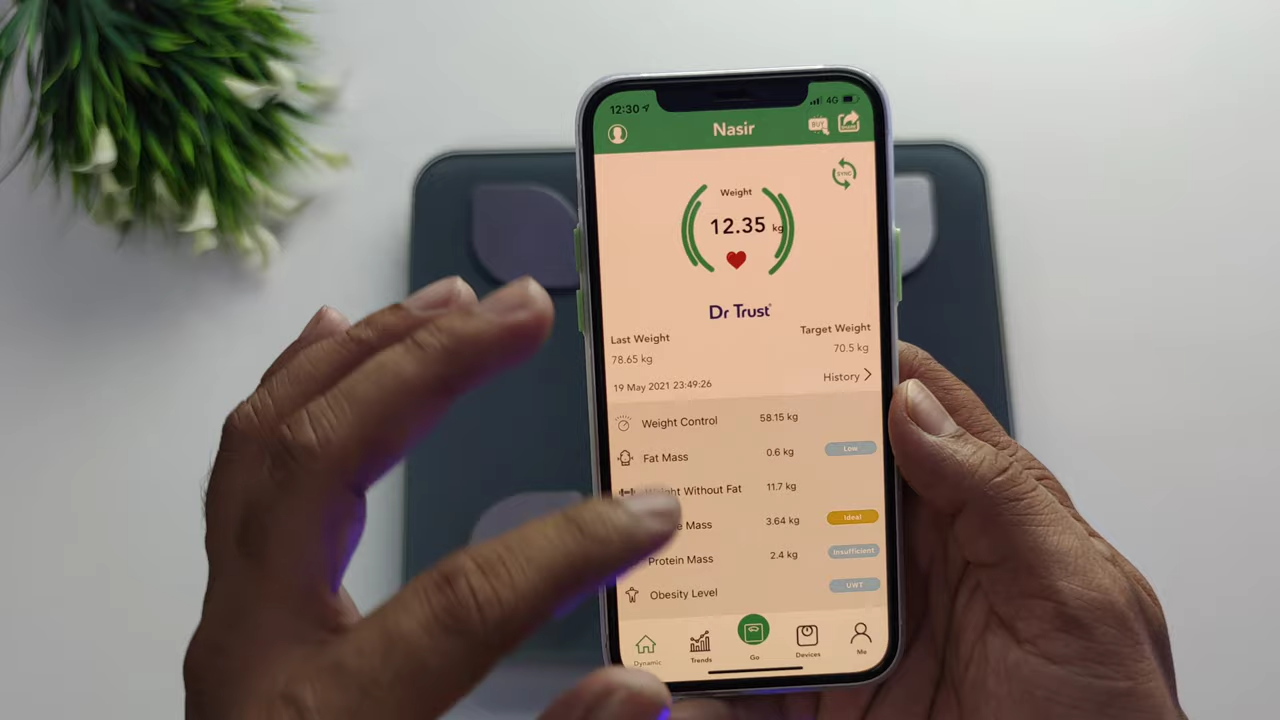 12:30 4G
Nasir BUY
SYNC
Weight
12.35 kg
Dr Trust
Last Weight Target Weight
78.65 kg 70.5 kg
19 May 2021 23:49:26 History
Weight Control 58.15 kg
Fat Mass 0.6 kg Low
Weight Without Fat 11.7 kg
e Mass 3.64 kg Ideal
Protein Mass 2.4 kg Insufficient
Obesity Level UWT
Dynamic Trends Go Devices Me